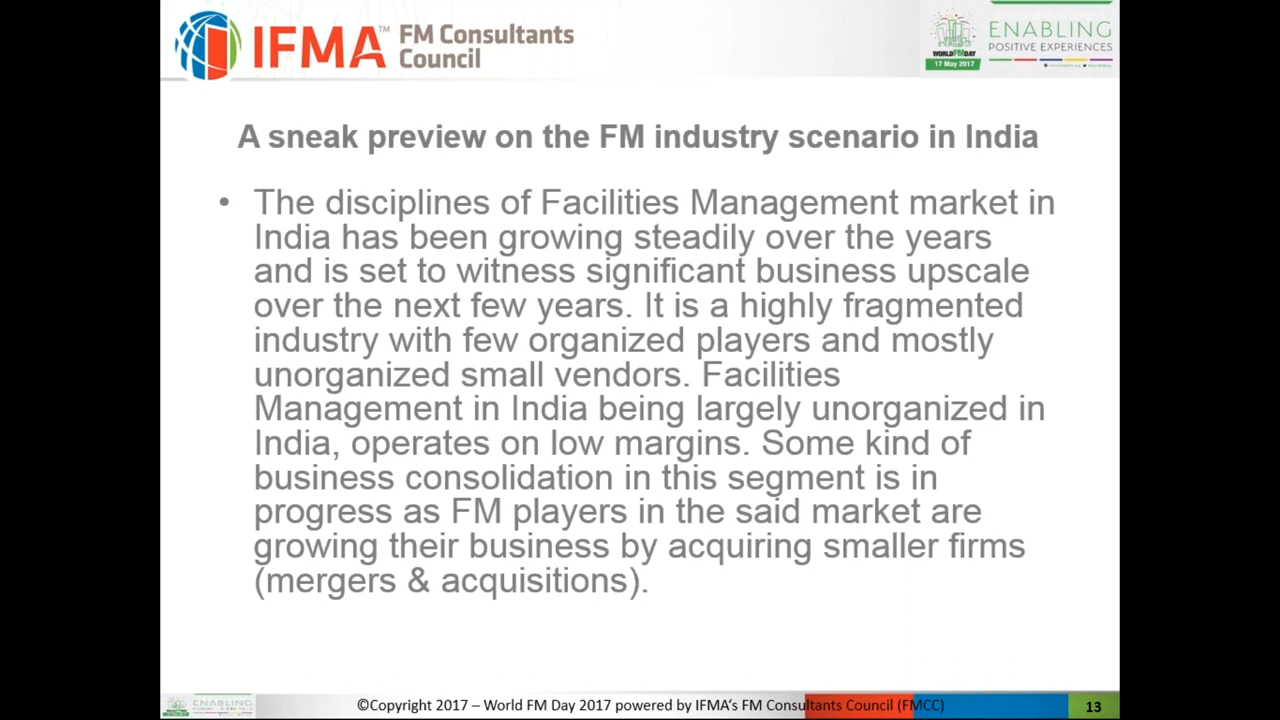 IFMA™ FM Consultants
Council
WORLD FM DAY
17 May 2017
ENABLING
POSITIVE EXPERIENCES
A sneak preview on the FM industry scenario in India
• The disciplines of Facilities Management market in
India has been growing steadily over the years
and is set to witness significant business upscale
over the next few years. It is a highly fragmented
industry with few organized players and mostly
unorganized small vendors. Facilities
Management in India being largely unorganized in
India, operates on low margins. Some kind of
business consolidation in this segment is in
progress as FM players in the said market are
growing their business by acquiring smaller firms
(mergers & acquisitions).
ENABLING
©Copyright 2017 – World FM Day 2017 powered by IFMA's FM Consultants Council (FMCC)
13